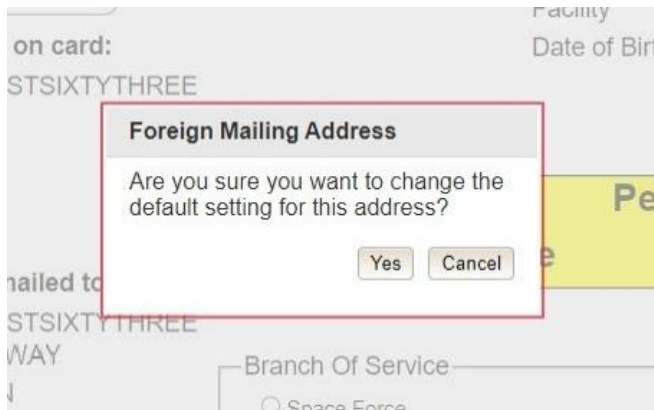 Facility
on card:
Date of Birt
STSIXTYTHREE
Foreign Mailing Address
Are you sure you want to change the
default setting for this address?
Pe
Yes Cancel
e
nailed to
STSIXTYTHREE
WAY
Branch Of Service
Space Force